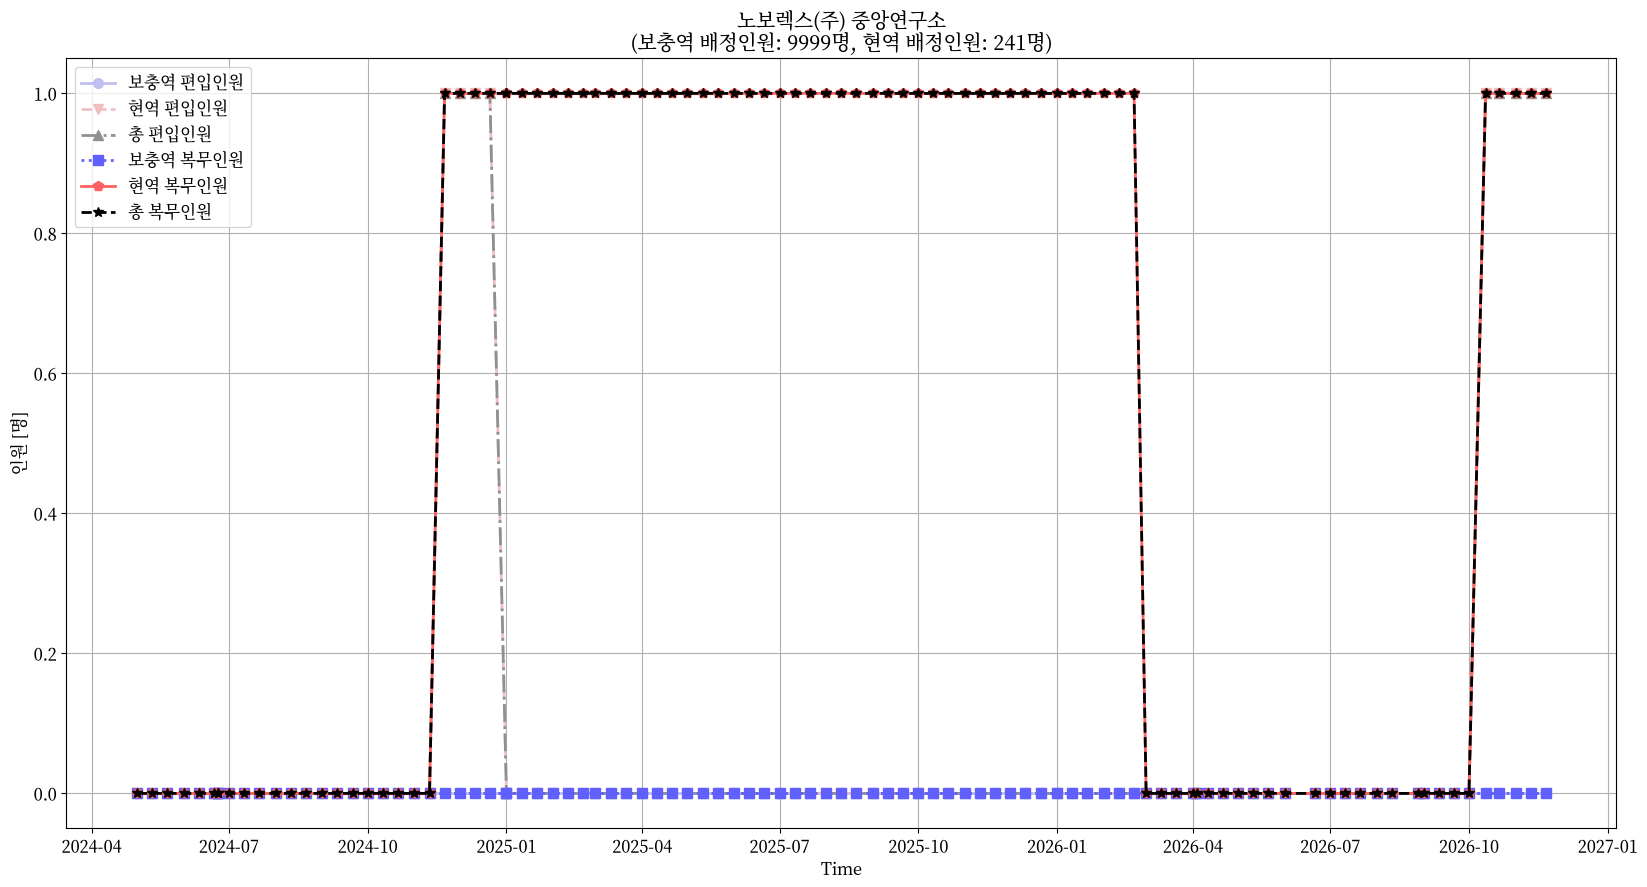 노보렉스(주) 중앙연구소
(보충역 배정인원: 9999명, 현역 배정인원: 241명)
보충역 편입인원
현역 편입인원
총 편입인원
보충역 복무인원
현역 복무인원
총 복무인원
인원 [명]
1.0
0.8
0.6
0.4
0.2
0.0
2024-04 2024-07 2024-10 2025-01 2025-04 2025-07 2025-10 2026-01 2026-04 2026-07 2026-10 2027-01
Time